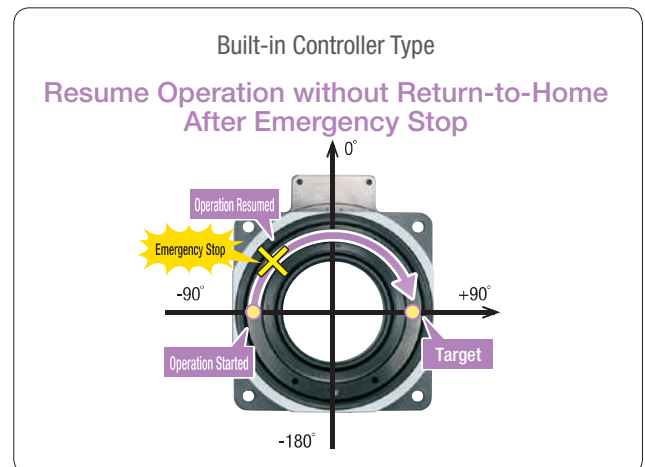 Built-in Controller Type
Resume Operation without Return-to-Home
After Emergency Stop
0°
Operation Resumed
Emergency Stop
-90°
+90°
Operation Started
Target
-180°